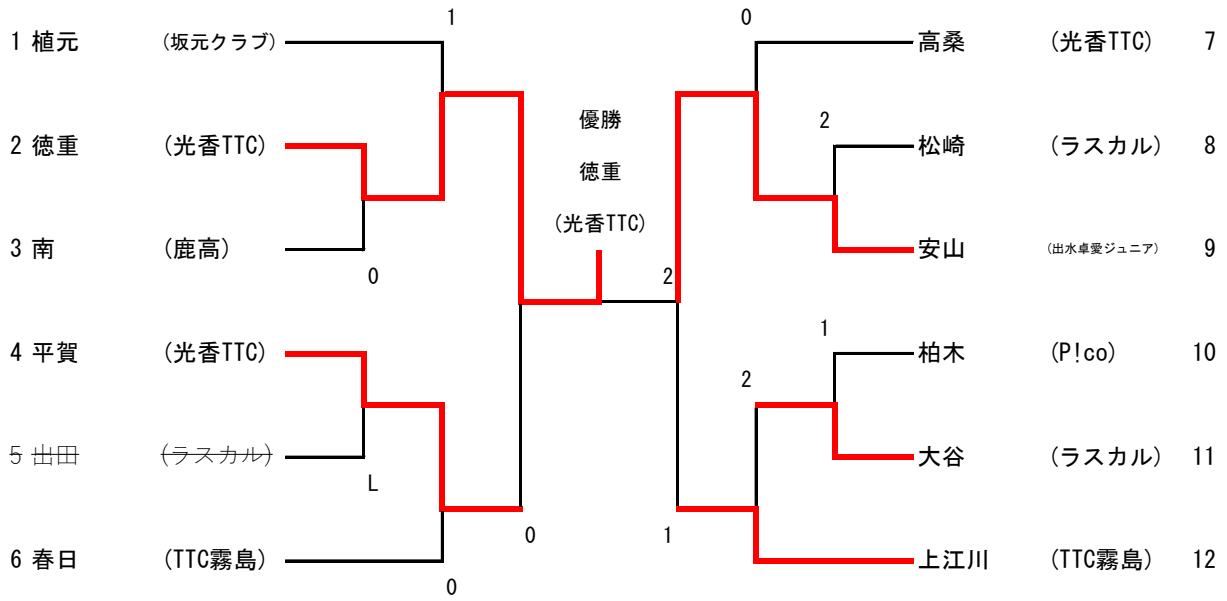 1 0
1 植元 (坂元クラブ) 高桑 (光香TTC) 7
優勝
2
2 徳重 (光香TTC) 徳重 松崎 (ラスカル) 8
(光香TTC)
3 南 (鹿高) 安山 (出水卓愛ジュニア) 9
0 2
1
4 平賀 (光香TTC) 柏木 (P!co) 10
2
5 出田 (ラスカル) 大谷 (ラスカル) 11
L
0 1
6 春日 (TTC霧島) 上江川 (TTC霧島) 12
0